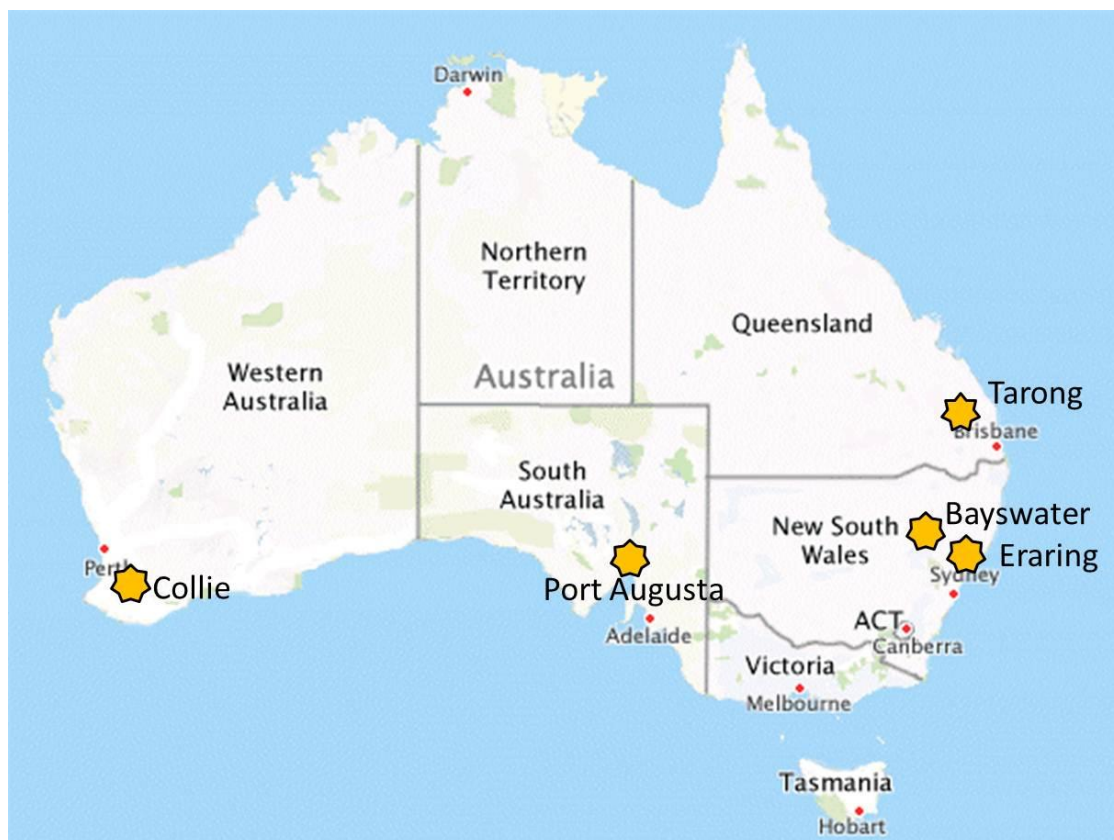 Darwin
Northern
Territory
Queensland
Western
Australia
Australia
Tarong
Brisbane
South
Australia
New South
Wales
Bayswater
Eraring
Perth
Collie
Port Augusta
Sydney
Adelaide
ACT
Canberra
Victoria
Melbourne
Tasmania
Hobart